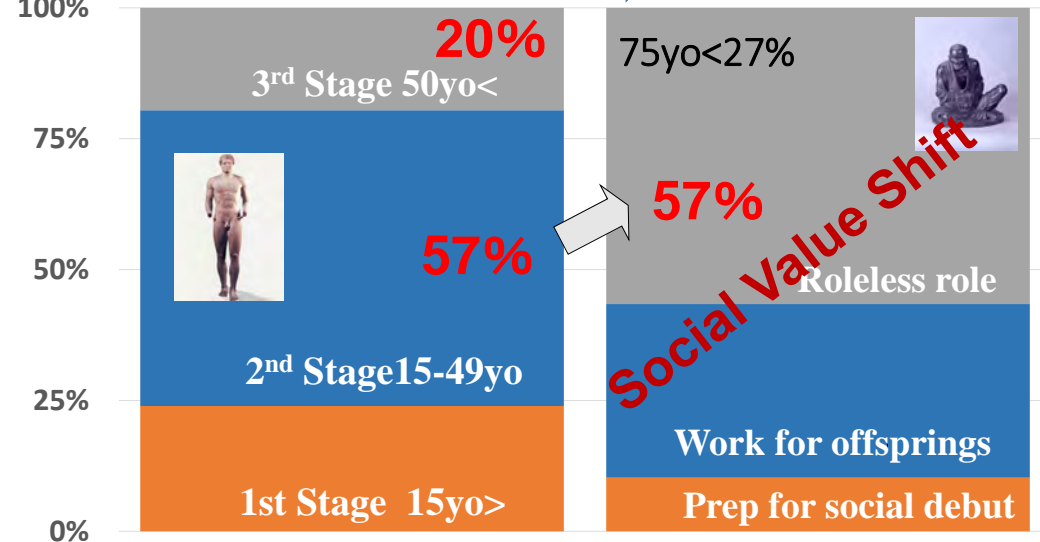 100%
75%
50%
25%
0%
20%
3rd Stage 50yo<
57%
2nd Stage15-49yo
1st Stage 15yo>
75yo<27%
57%
Social Value Shift
Roleless role
Work for offsprings
Prep for social debut